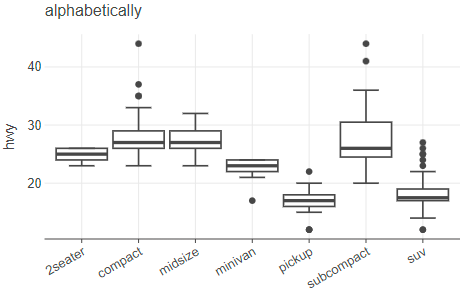 alphabetically
40
30
20
hwy
2seater
compact
midsize
minivan
pickup
subcompact
suv